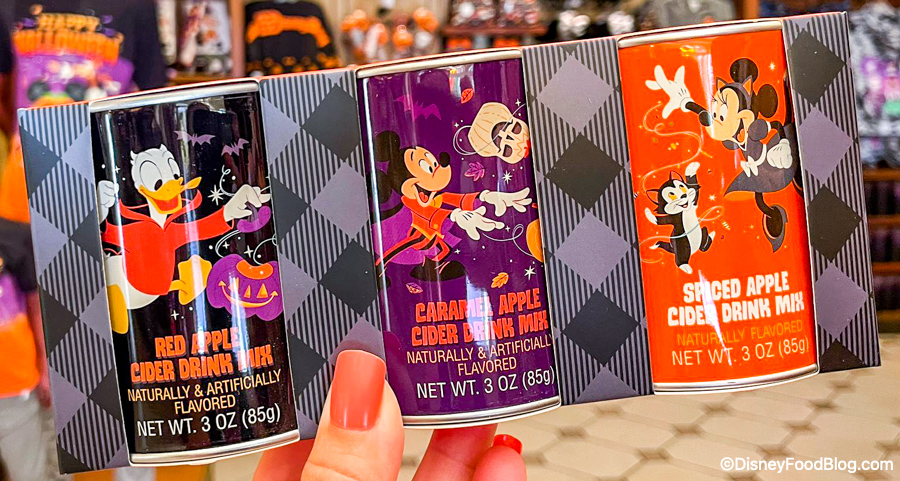 HAPPY
HALLOWEEN
RED APPLE
CIDER DRINK MIX
NATURALLY & ARTIFICIALLY
FLAVORED
NET WT. 3 OZ (85g)
CARAMEL APPLE
CIDER DRINK MIX
NATURALLY & ARTIFICIALLY
FLAVORED
NET WT. 3 OZ (85g)
SPICED APPLE
CIDER DRINK MIX
NATURALLY FLAVORED
NET WT. 3 OZ (85g)
©DisneyFoodBlog.com